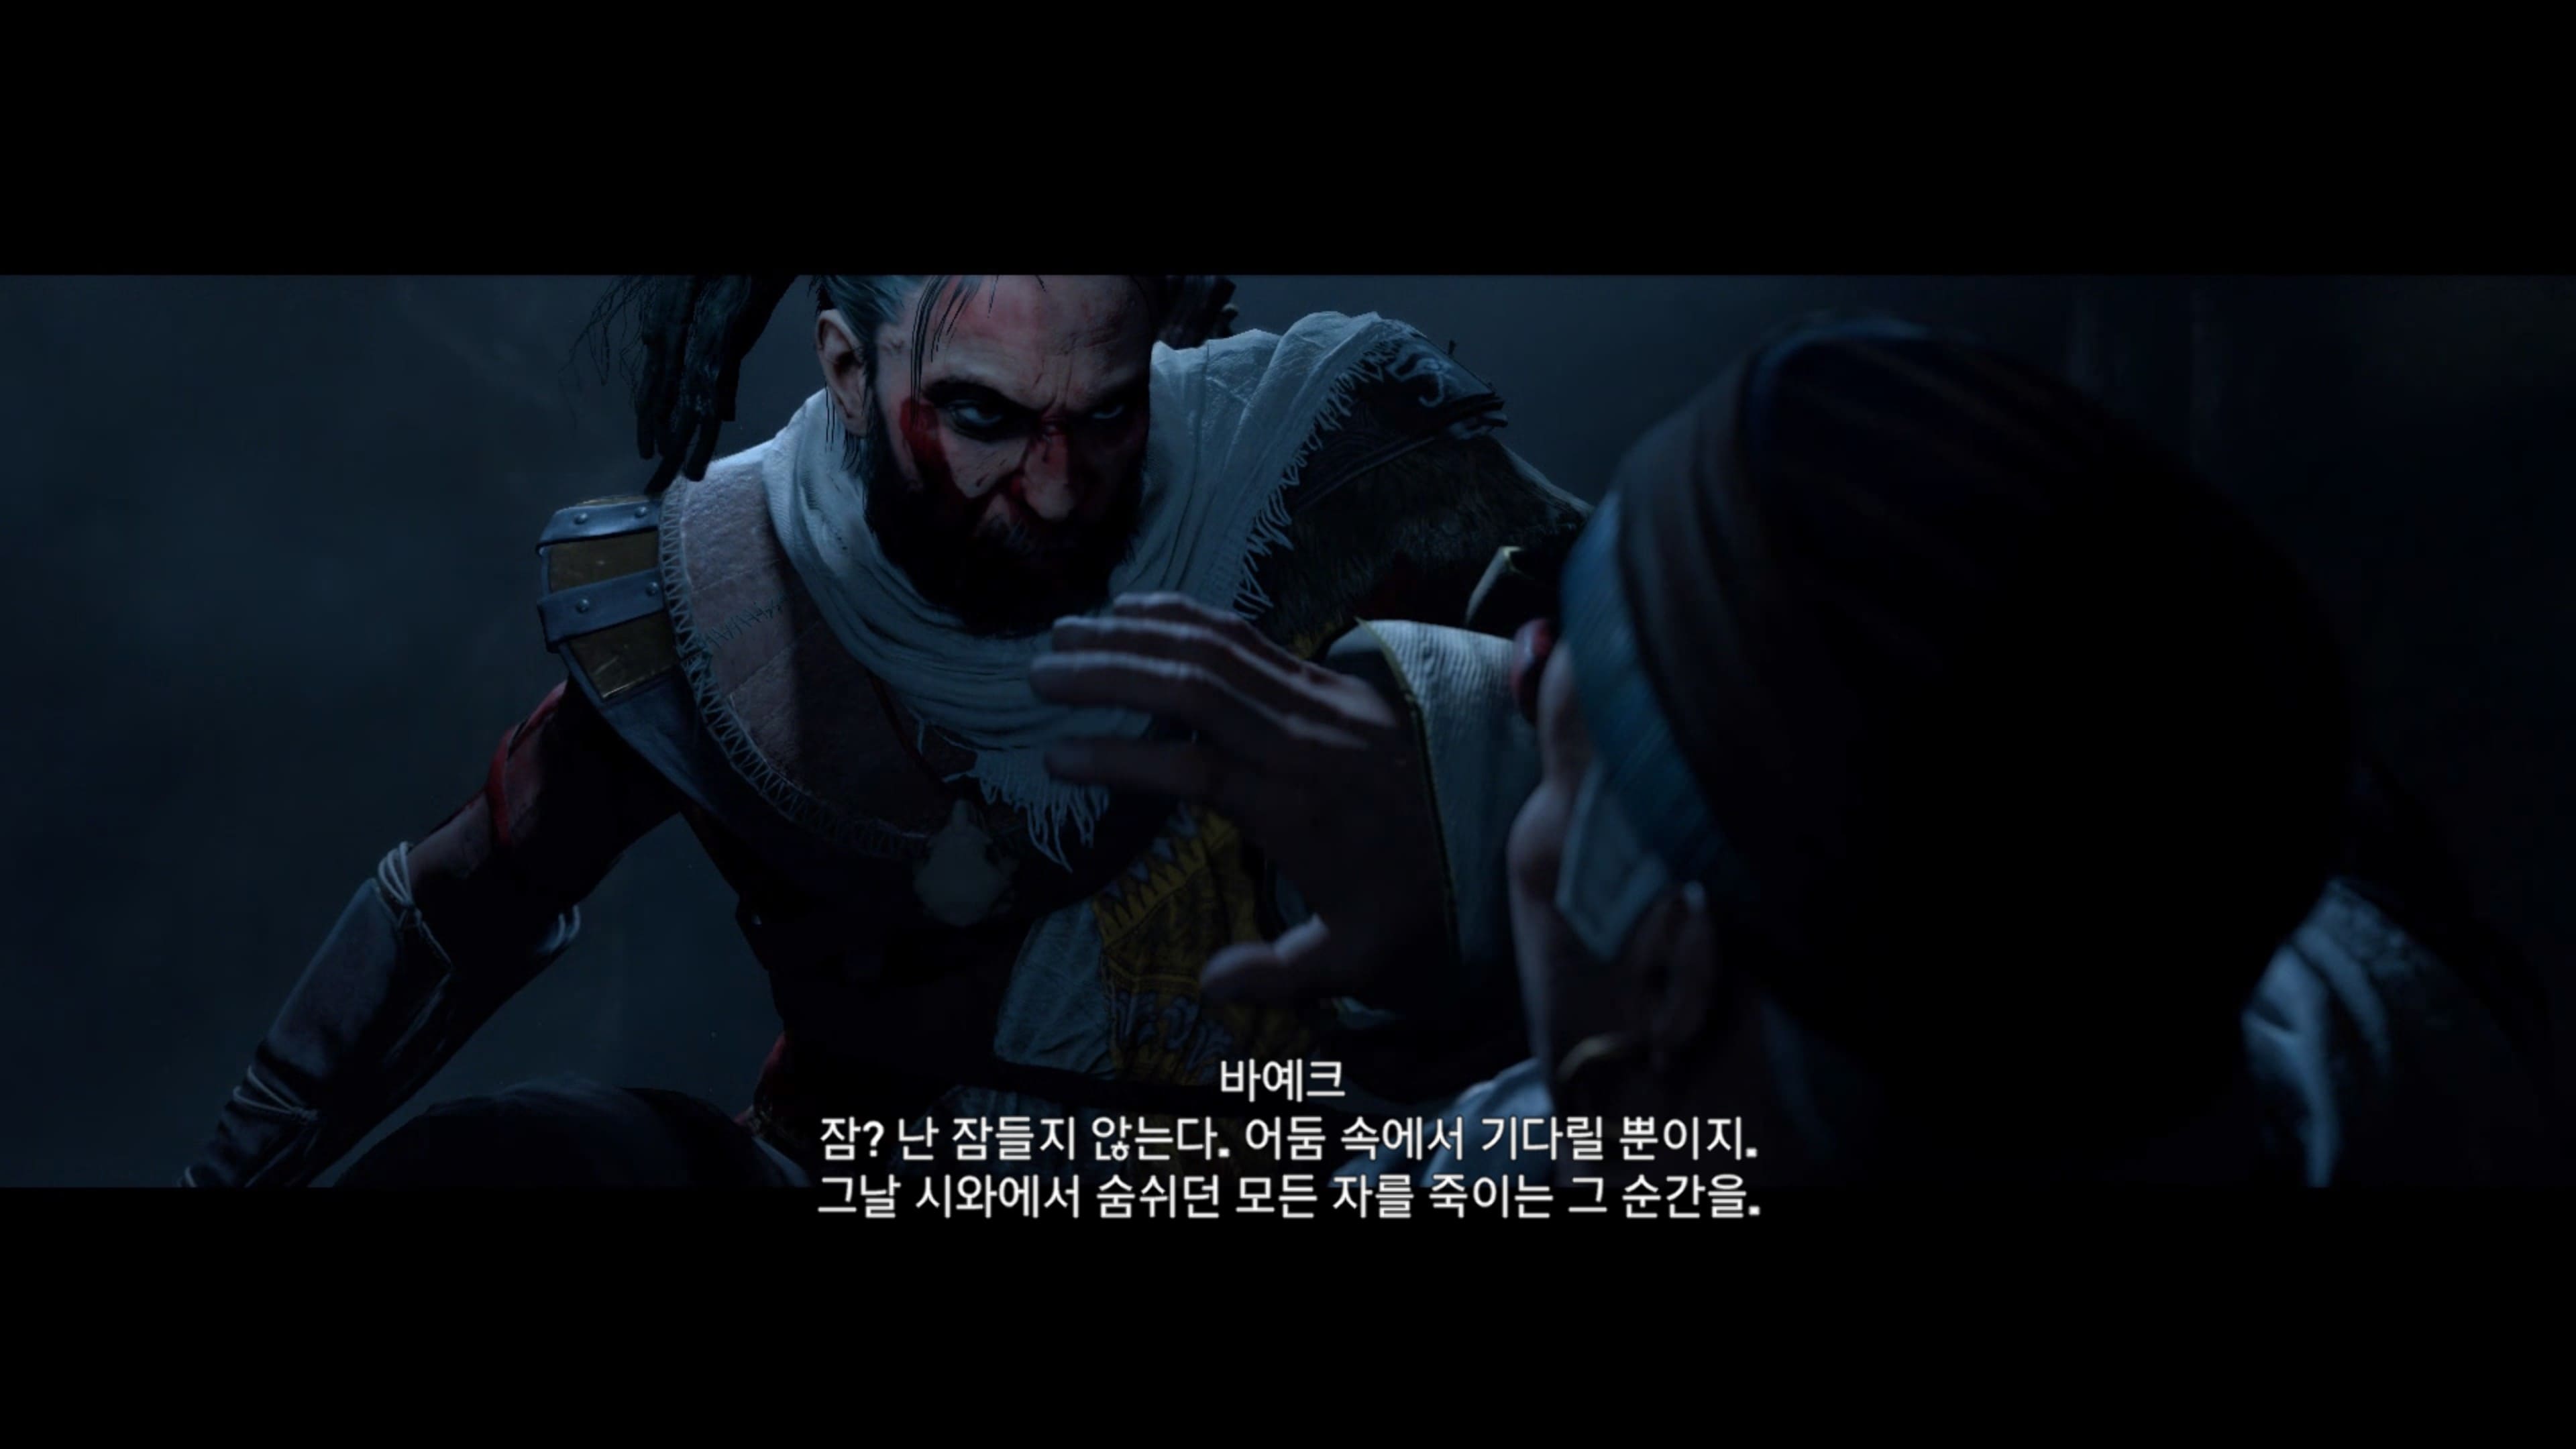 바예크
잠? 난 잠들지 않는다. 어둠 속에서 기다릴 뿐이지.
그날 시와에서 숨쉬던 모든 자를 죽이는 그 순간을.